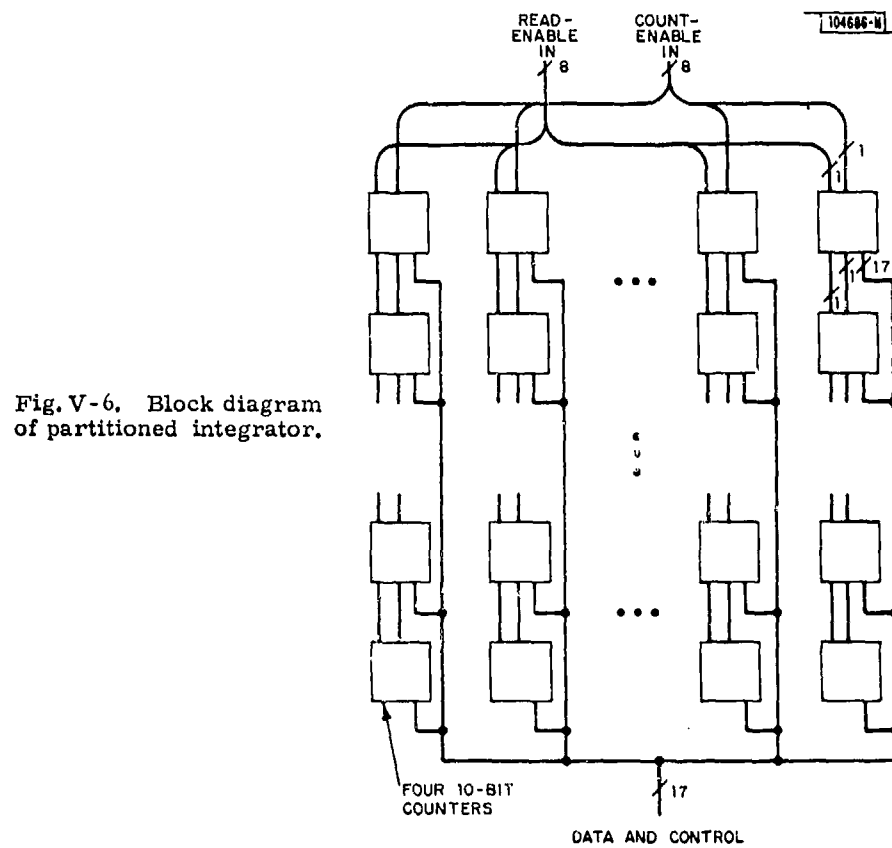 READ-
ENABLE
IN
8
COUNT-
ENABLE
IN
8
104686-N
1
1
17
1
1
Fig. V-6. Block diagram
of partitioned integrator.
FOUR 10-BIT
COUNTERS
17
DATA AND CONTROL